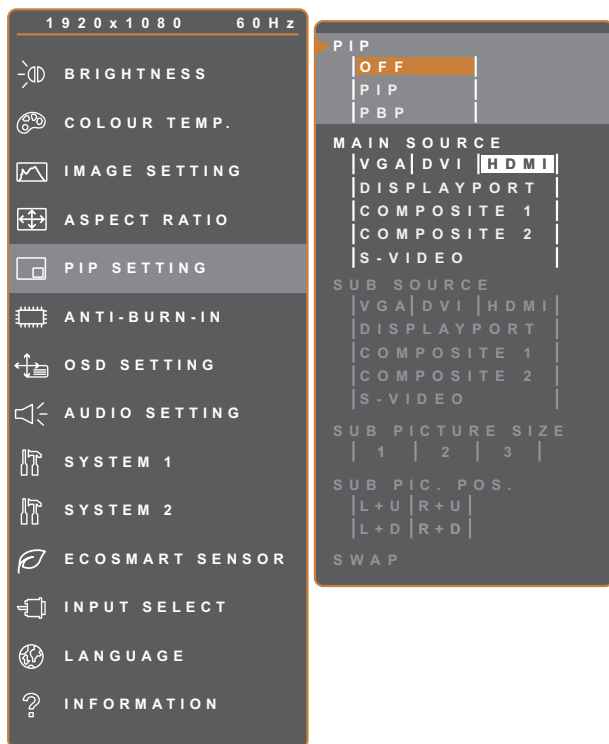 1920x1080 60Hz
BRIGHTNESS
COLOUR TEMP.
IMAGE SETTING
ASPECT RATIO
PIP SETTING
ANTI-BURN-IN
OSD SETTING
AUDIO SETTING
SYSTEM 1
SYSTEM 2
ECOSMART SENSOR
INPUT SELECT
LANGUAGE
INFORMATION
PIP
OFF
PIP
PBP
MAIN SOURCE
VGA DVI HDMI
DISPLAYPORT
COMPOSITE 1
COMPOSITE 2
S-VIDEO
SUB SOURCE
VGA DVI HDMI
DISPLAYPORT
COMPOSITE 1
COMPOSITE 2
S-VIDEO
SUB PICTURE SIZE
1 2 3
SUB PIC. POS.
L+U R+U
L+D R+D
SWAP